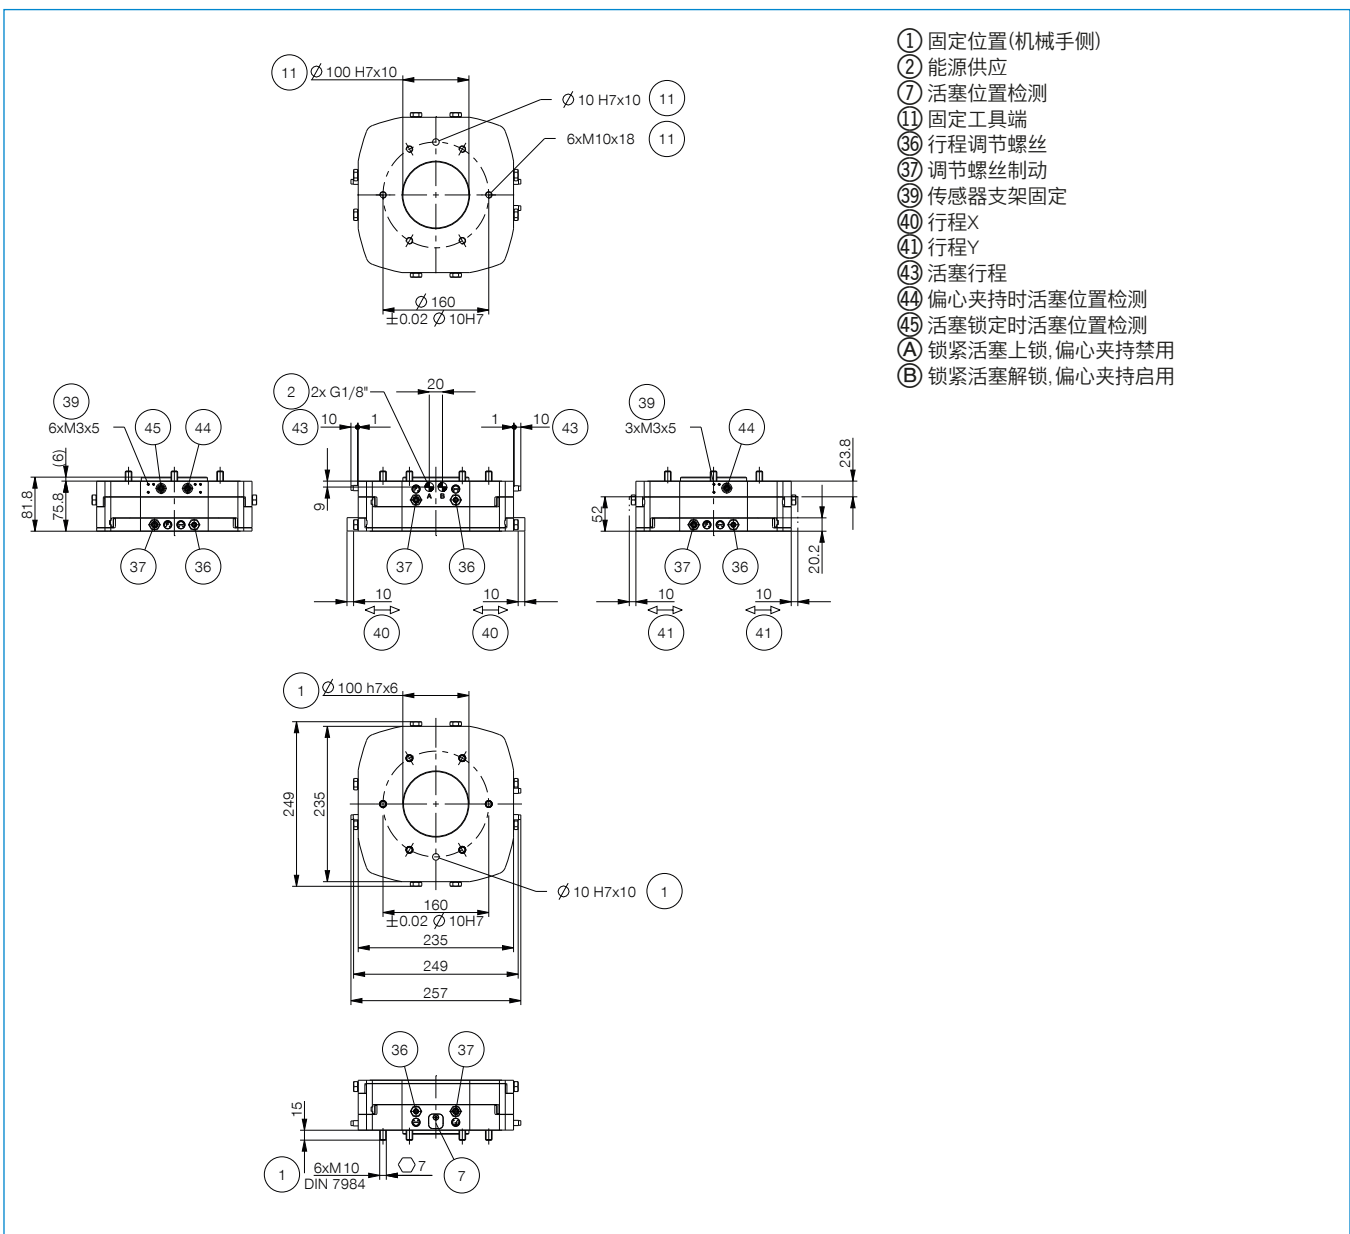 ① 固定位置(机械手侧)
② 能源供应
⑦ 活塞位置检测
⑪ 固定工具端
㊱ 行程调节螺丝
㊲ 调节螺丝制动
㊴ 传感器支架固定
㊵ 行程X
㊶ 行程Y
㊸ 活塞行程
㊹ 偏心夹持时活塞位置检测
㊺ 活塞锁定时活塞位置检测
Ⓐ 锁紧活塞上锁,偏心夹持禁用
Ⓑ 锁紧活塞解锁,偏心夹持启用
11 Ø 100 H7x10
Ø 10 H7x10 11
6xM10x18 11
Ø 160
±0.02 Ø 10H7
39
6xM3x5 45 44
(6)
81.8
75.8
37 36
2 2x G1/8" 20
43 10 1 1 10 43
9
A B
37 36
10 10
40 40
39
3xM3x5 44
23.8
52
20.2
37 36
10 10
41 41
1 Ø 100 h7x6
249
235
Ø 10 H7x10 1
160
±0.02 Ø 10H7
235
249
257
36 37
15
1 6xM10 ⬡7 7
DIN 7984